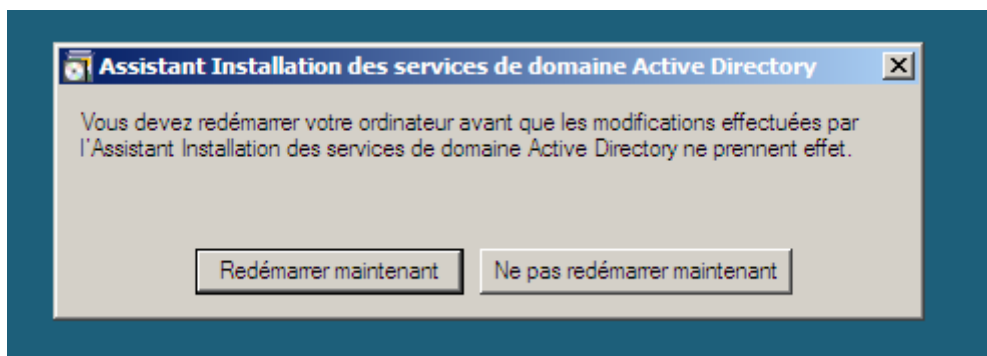 Assistant Installation des services de domaine Active Directory
Vous devez redémarrer votre ordinateur avant que les modifications effectuées par
l'Assistant Installation des services de domaine Active Directory ne prennent effet.
Redémarrer maintenant
Ne pas redémarrer maintenant